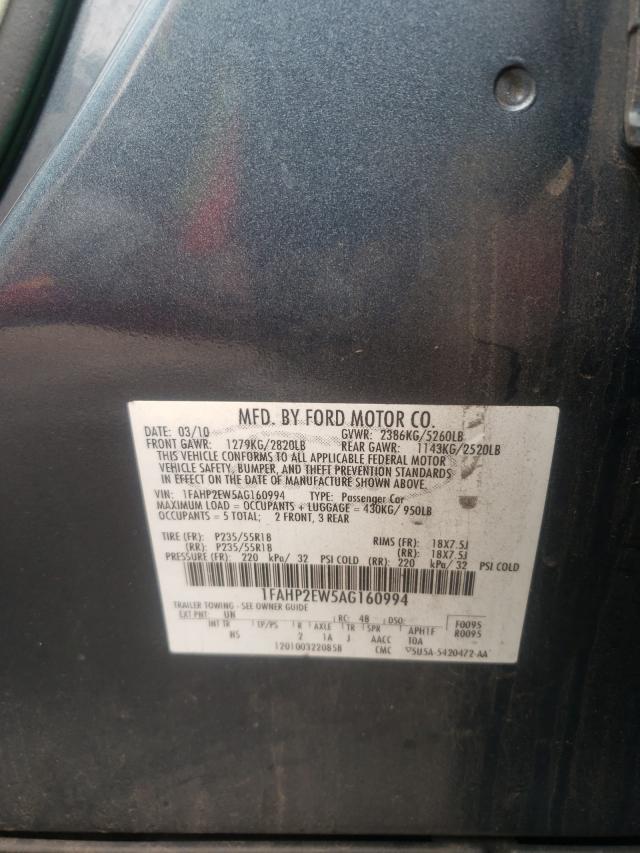 MFD. BY FORD MOTOR CO.
DATE: 03/10 GVWR: 2386KG/5260LB
FRONT GAWR: 1279KG/2820LB REAR GAWR: 1143KG/2520LB
THIS VEHICLE CONFORMS TO ALL APPLICABLE FEDERAL MOTOR
VEHICLE SAFETY, BUMPER, AND THEFT PREVENTION STANDARDS
IN EFFECT ON THE DATE OF MANUFACTURE SHOWN ABOVE.
VIN: 1FAHP2EW5AG160994 TYPE: Passenger Car
MAXIMUM LOAD = OCCUPANTS + LUGGAGE = 430KG/ 950LB
OCCUPANTS = 5 TOTAL; 2 FRONT, 3 REAR
TIRE (FR): P235/55R18 RIMS (FR): 18X7.5J
(RR): P235/55R18 (RR): 18X7.5J
PRESSURE (FR): 220 kPa/ 32 PSI COLD (RR): 220 kPa/ 32 PSI COLD
1FAHP2EW5AG160994
TRAILER TOWING - SEE OWNER GUIDE
EXT PNT: UN RC: 48 DSO: F0095
INT TR TP/PS R AXLE TR SPR APH1F R0095
HS 2 1A J AACC TOA
1201003220858 CMC 5U5A-5420472-AA